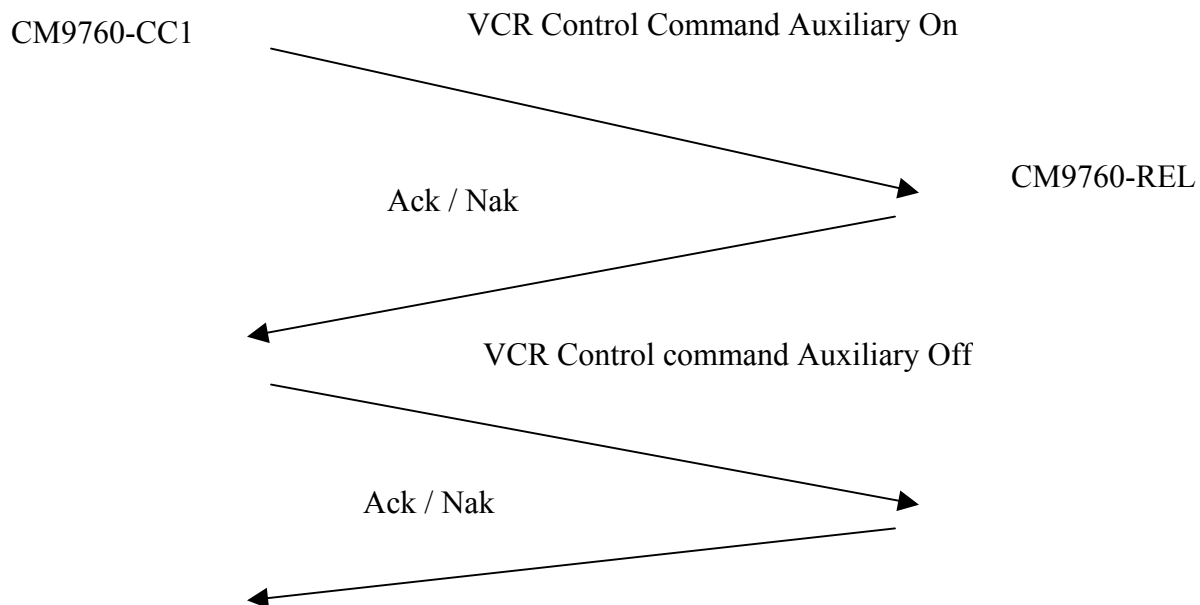 CM9760-CC1
VCR Control Command Auxiliary On
CM9760-REL
Ack / Nak
VCR Control command Auxiliary Off
Ack / Nak